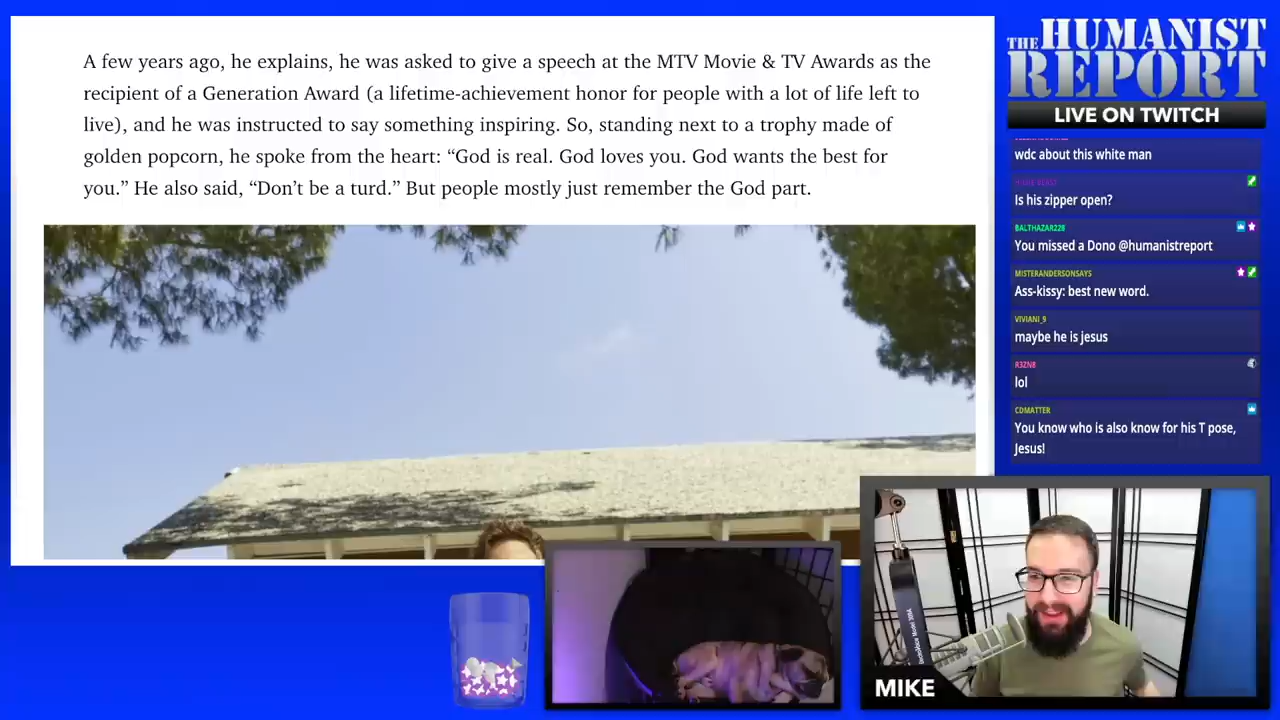 A few years ago, he explains, he was asked to give a speech at the MTV Movie & TV Awards as the
recipient of a Generation Award (a lifetime-achievement honor for people with a lot of life left to
live), and he was instructed to say something inspiring. So, standing next to a trophy made of
golden popcorn, he spoke from the heart: “God is real. God loves you. God wants the best for
you.” He also said, “Don’t be a turd.” But people mostly just remember the God part.
THE HUMANIST
REPORT
LIVE ON TWITCH
wdc about this white man
Is his zipper open?
BALTHAZAR228
You missed a Dono @humanistreport
MISTERANDERSONSAYS
Ass-kissy: best new word.
VIVIANI_9
maybe he is jesus
R3ZN8
lol
CDMATTER
You know who is also know for his T pose,
Jesus!
MIKE